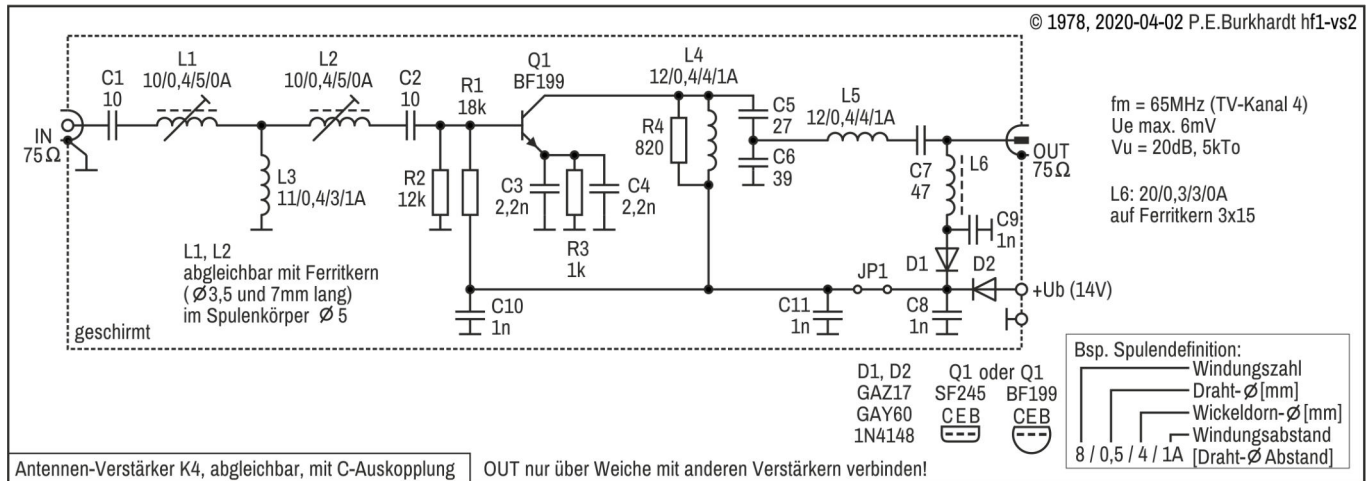 © 1978, 2020-04-02 P.E.Burkhardt hf1-vs2
C1
10
L1
10/0,4/5/0A
L2
10/0,4/5/0A
C2
10
R1
18k
Q1
BF199
L4
12/0,4/4/1A
R4
820
C5
27
C6
39
L5
12/0,4/4/1A
fm = 65MHz (TV-Kanal 4)
Ue max. 6mV
Vu = 20dB, 5kTo
L6: 20/0,3/3/0A
auf Ferritkern 3x15
IN
75Ω
L3
11/0,4/3/1A
R2
12k
C3
2,2n
R3
1k
C4
2,2n
C7
47
L6
OUT
75Ω
C9
1n
D1
D2
JP1
+Ub (14V)
L1, L2
abgleichbar mit Ferritkern
(Ø3,5 und 7mm lang)
im Spulenkörper Ø 5
C10
1n
C11
1n
C8
1n
geschirmt
D1, D2
GAZ17
GAY60
1N4148
Q1 oder Q1
SF245 BF199
CEB CEB
Bsp. Spulendefinition:
Windungszahl
Draht-Ø[mm]
Wickeldorn-Ø[mm]
Windungsabstand
8 / 0,5 / 4 / 1A [Draht-Ø Abstand]
Antennen-Verstärker K4, abgleichbar, mit C-Auskopplung
OUT nur über Weiche mit anderen Verstärkern verbinden!